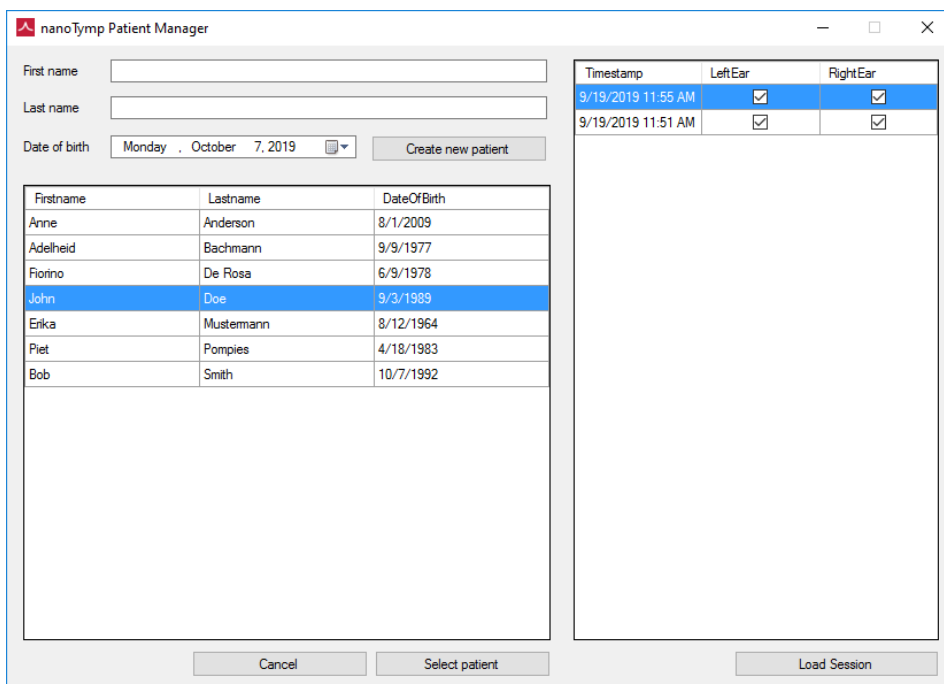 nanoTymp Patient Manager
First name
Last name
Date of birth Monday , October 7, 2019 Create new patient
Firstname Lastname DateOfBirth
Anne Anderson 8/1/2009
Adelheid Bachmann 9/9/1977
Fiorino De Rosa 6/9/1978
John Doe 9/3/1989
Erika Mustermann 8/12/1964
Piet Pompies 4/18/1983
Bob Smith 10/7/1992
Cancel Select patient
Timestamp LeftEar RightEar
9/19/2019 11:55 AM
9/19/2019 11:51 AM
Load Session